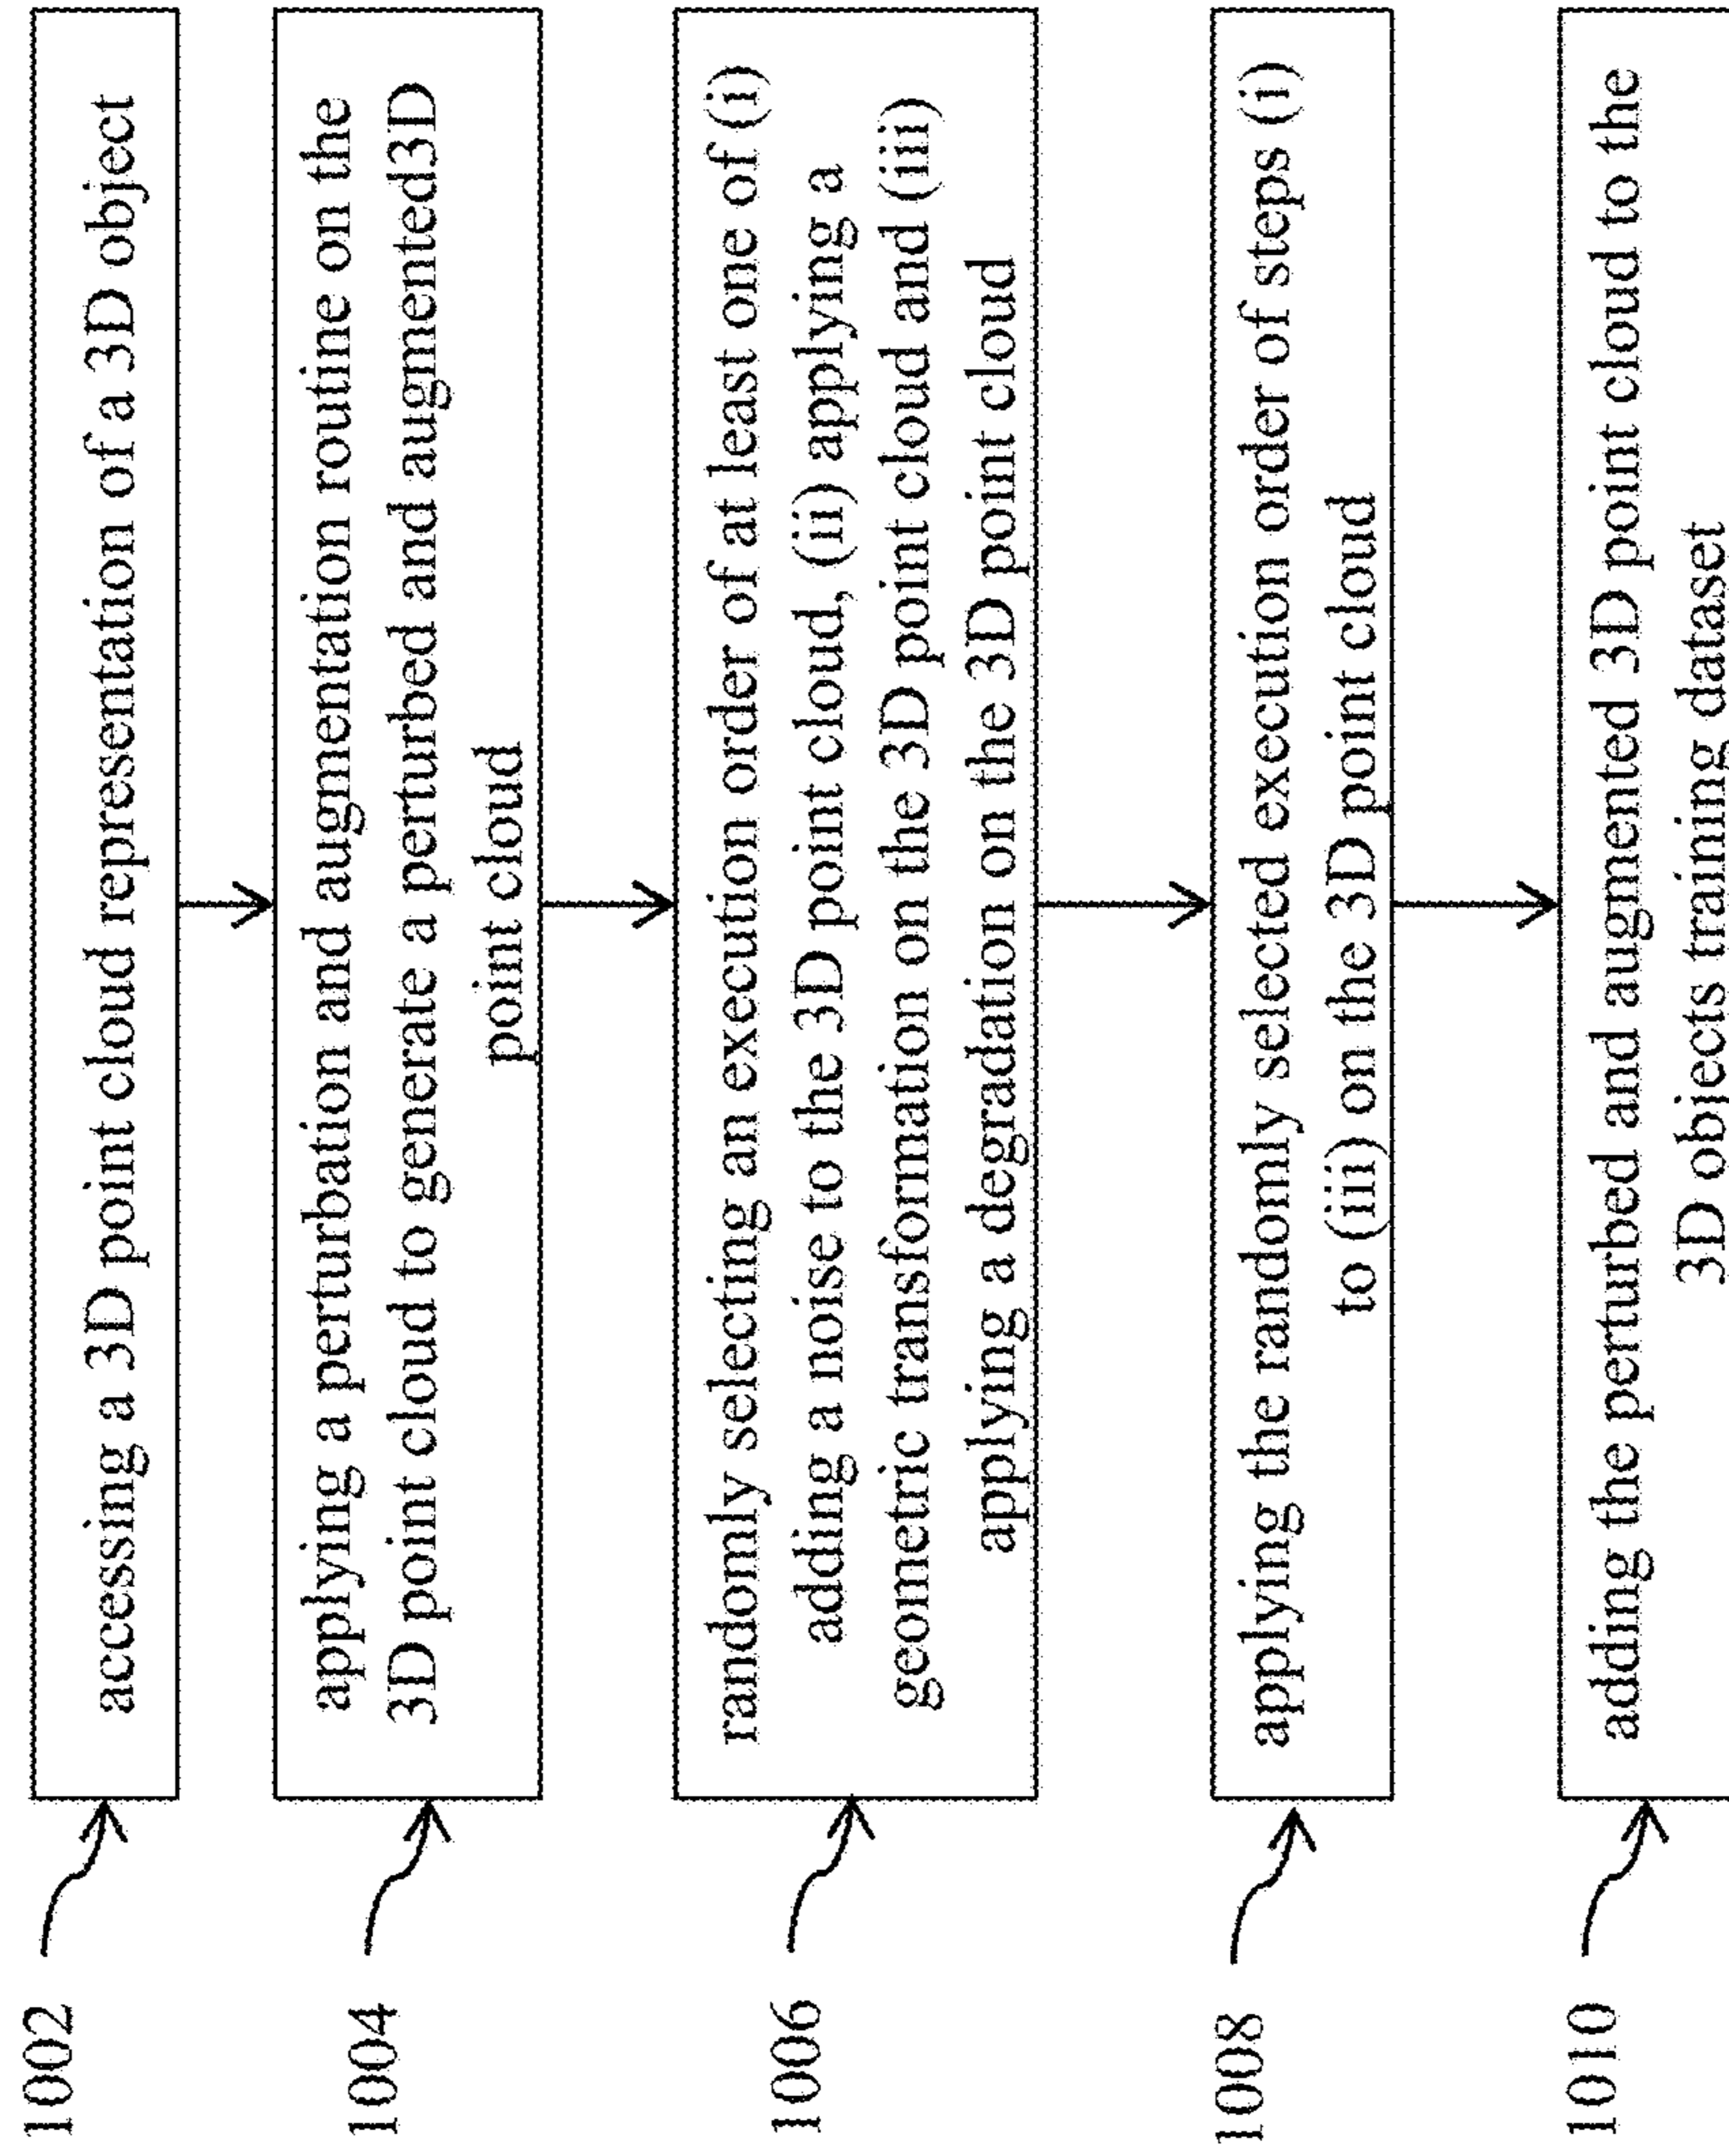 1002
accessing a 3D point cloud representation of a 3D object
1004
applying a perturbation and augmentation routine on the
3D point cloud to generate a perturbed and augmented3D
point cloud
1006
randomly selecting an execution order of at least one of (i)
adding a noise to the 3D point cloud, (ii) applying a
geometric transformation on the 3D point cloud and (iii)
applying a degradation on the 3D point cloud
1008
applying the randomly selected execution order of steps (i)
to (iii) on the 3D point cloud
1010
adding the perturbed and augmented 3D point cloud to the
3D objects training dataset